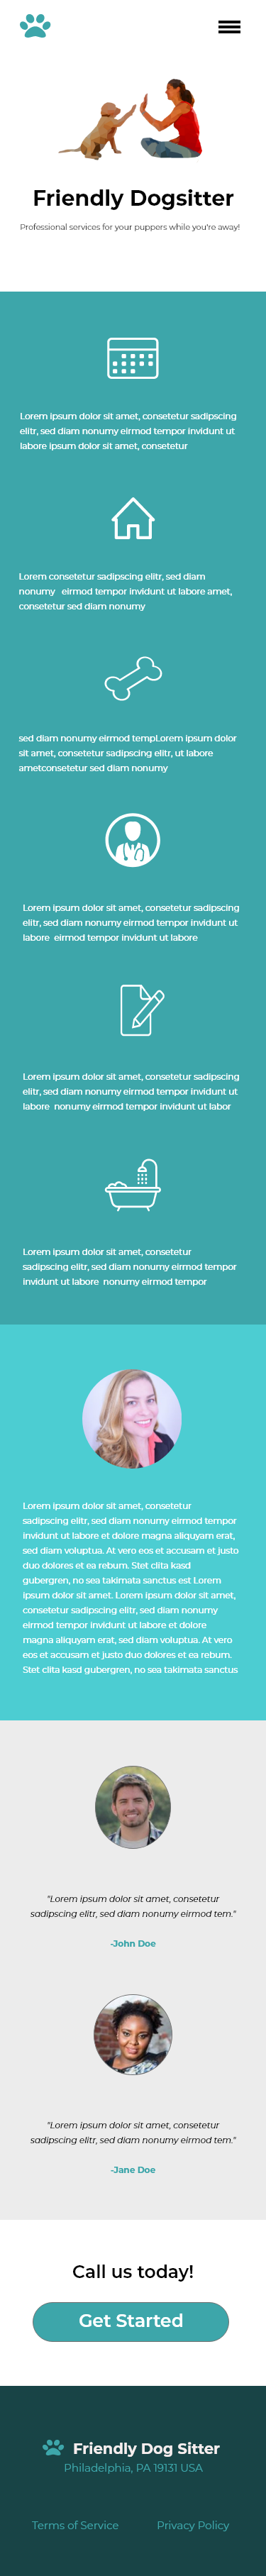 Friendly Dogsitter
Professional services for your puppers while you're away!
Lorem ipsum dolor sit amet, consetetur sadipscing
elitr, sed diam nonumy eirmod tempor invidunt ut
labore ipsum dolor sit amet, consetetur
Lorem consetetur sadipscing elitr, sed diam
nonumy eirmod tempor invidunt ut labore amet,
consetetur sed diam nonumy
sed diam nonumy eirmod tempLorem ipsum dolor
sit amet, consetetur sadipscing elitr, ut labore
ametconsetetur sed diam nonumy
Lorem ipsum dolor sit amet, consetetur sadipscing
elitr, sed diam nonumy eirmod tempor invidunt ut
labore eirmod tempor invidunt ut labore
Lorem ipsum dolor sit amet, consetetur sadipscing
elitr, sed diam nonumy eirmod tempor invidunt ut
labore nonumy eirmod tempor invidunt ut labor
Lorem ipsum dolor sit amet, consetetur
sadipscing elitr, sed diam nonumy eirmod tempor
invidunt ut labore nonumy eirmod tempor
Lorem ipsum dolor sit amet, consetetur
sadipscing elitr, sed diam nonumy eirmod tempor
invidunt ut labore et dolore magna aliquyam erat,
sed diam voluptua. At vero eos et accusam et justo
duo dolores et ea rebum. Stet clita kasd
gubergren, no sea takimata sanctus est Lorem
ipsum dolor sit amet. Lorem ipsum dolor sit amet,
consetetur sadipscing elitr, sed diam nonumy
eirmod tempor invidunt ut labore et dolore
magna aliquyam erat, sed diam voluptua. At vero
eos et accusam et justo duo dolores et ea rebum.
Stet clita kasd gubergren, no sea takimata sanctus
"Lorem ipsum dolor sit amet, consetetur
sadipscing elitr, sed diam nonumy eirmod tem."
-John Doe
"Lorem ipsum dolor sit amet, consetetur
sadipscing elitr, sed diam nonumy eirmod tem."
-Jane Doe
Call us today!
Get Started
Friendly Dog Sitter
Philadelphia, PA 19131 USA
Terms of Service Privacy Policy